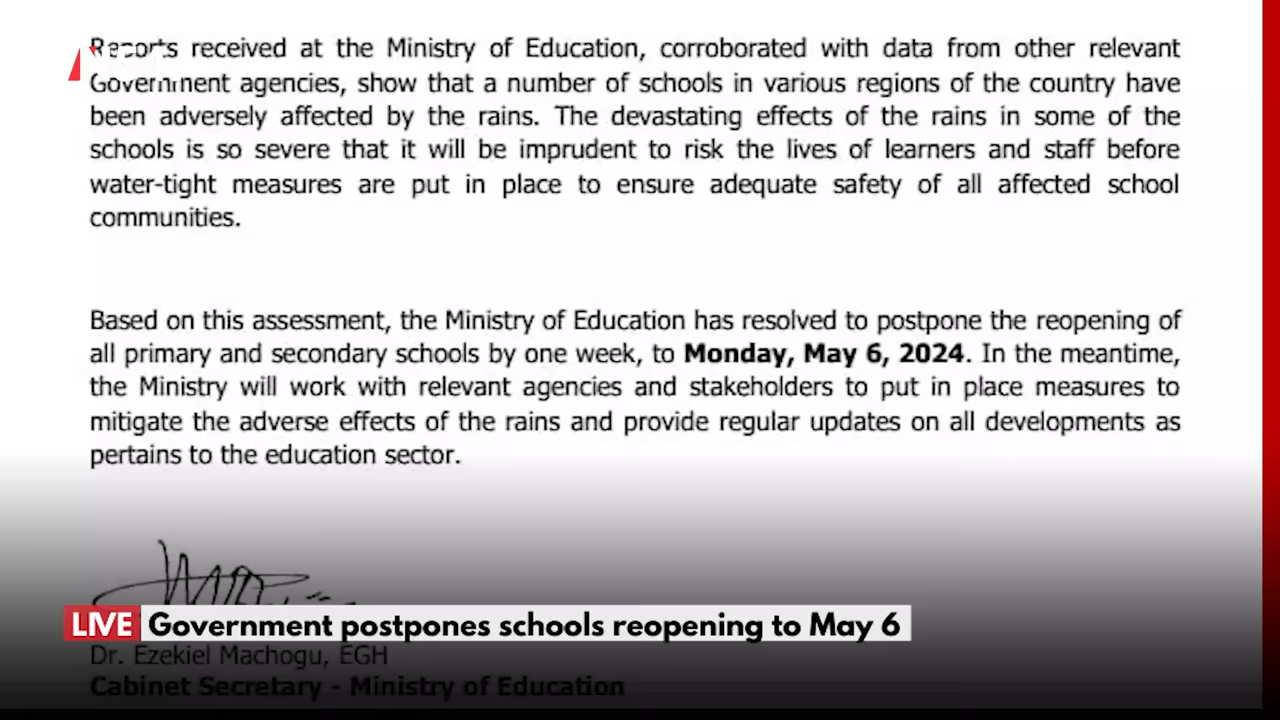 Reports received at the Ministry of Education, corroborated with data from other relevant
Government agencies, show that a number of schools in various regions of the country have
been adversely affected by the rains. The devastating effects of the rains in some of the
schools is so severe that it will be imprudent to risk the lives of learners and staff before
water-tight measures are put in place to ensure adequate safety of all affected school
communities.
Based on this assessment, the Ministry of Education has resolved to postpone the reopening of
all primary and secondary schools by one week, to Monday, May 6, 2024. In the meantime,
the Ministry will work with relevant agencies and stakeholders to put in place measures to
mitigate the adverse effects of the rains and provide regular updates on all developments as
pertains to the education sector.
LIVE Government postpones schools reopening to May 6
Dr. Ezekiel Machogu, EGH
Cabinet Secretary - Ministry of Education